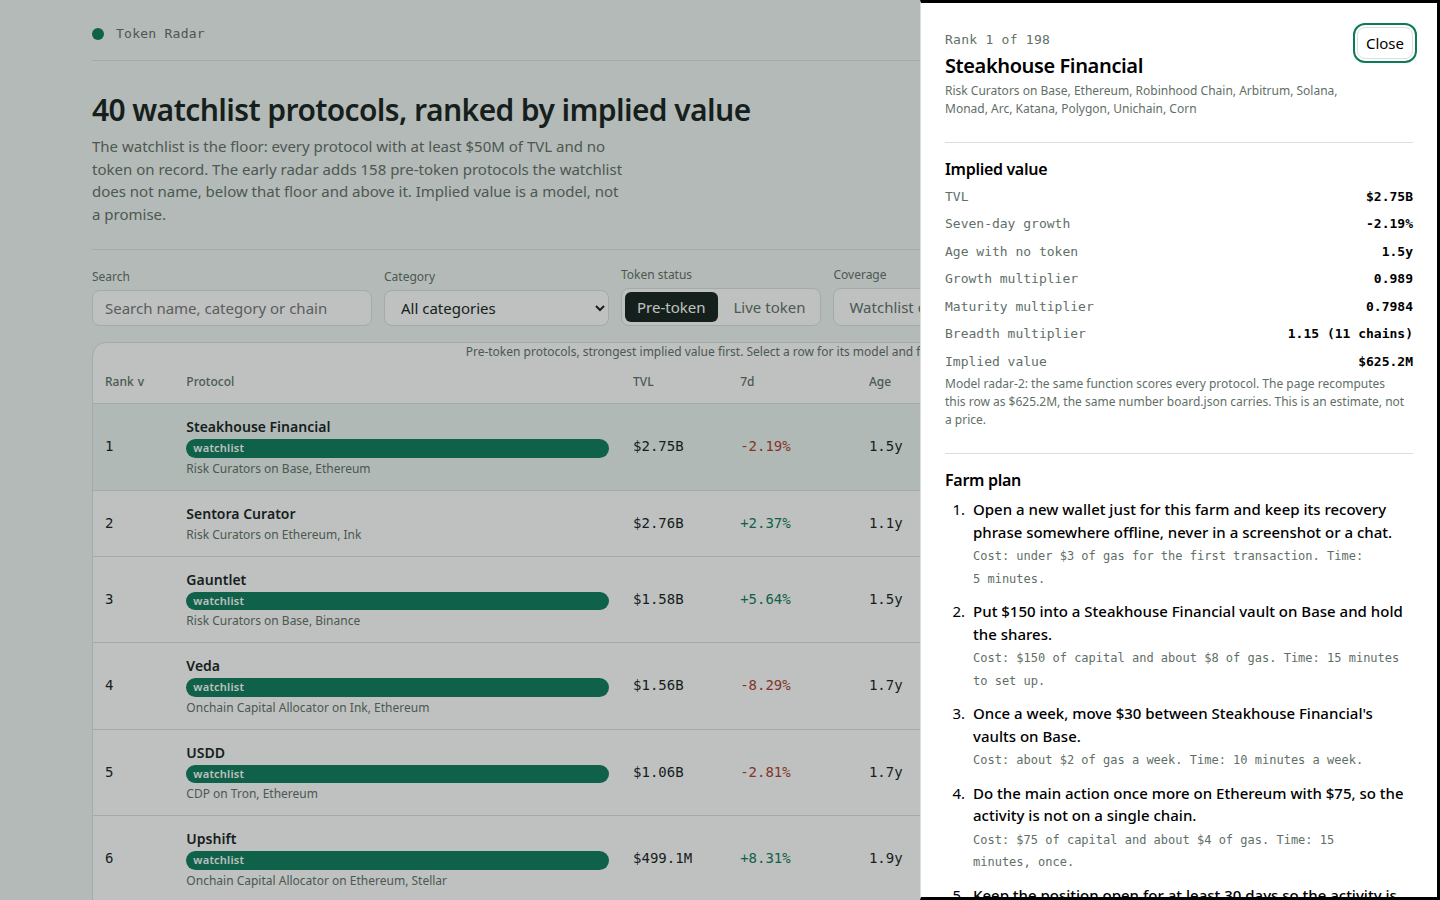 Token Radar
40 watchlist protocols, ranked by implied value
The watchlist is the floor: every protocol with at least $50M of TVL and no
token on record. The early radar adds 158 pre-token protocols the watchlist
does not name, below that floor and above it. Implied value is a model, not
a promise.
Search
Category
Token status
Coverage
Search name, category or chain
All categories
Pre-token
Live token
Watchlist
Pre-token protocols, strongest implied value first. Select a row for its model and
Rank v
Protocol
TVL
7d
Age
1
Steakhouse Financial
watchlist
Risk Curators on Base, Ethereum
$2.75B
-2.19%
1.5y
2
Sentora Curator
Risk Curators on Ethereum, Ink
$2.76B
+2.37%
1.1y
3
Gauntlet
watchlist
Risk Curators on Base, Binance
$1.58B
+5.64%
1.5y
4
Veda
watchlist
Onchain Capital Allocator on Ink, Ethereum
$1.56B
-8.29%
1.7y
5
USDD
watchlist
CDP on Tron, Ethereum
$1.06B
-2.81%
1.7y
6
Upshift
watchlist
Onchain Capital Allocator on Ethereum, Stellar
$499.1M
+8.31%
1.9y
Rank 1 of 198
Close
Steakhouse Financial
Risk Curators on Base, Ethereum, Robinhood Chain, Arbitrum, Solana,
Monad, Arc, Katana, Polygon, Unichain, Corn
Implied value
TVL $2.75B
Seven-day growth -2.19%
Age with no token 1.5y
Growth multiplier 0.989
Maturity multiplier 0.7984
Breadth multiplier 1.15 (11 chains)
Implied value $625.2M
Model radar-2: the same function scores every protocol. The page recomputes
this row as $625.2M, the same number board.json carries. This is an estimate, not
a price.
Farm plan
1. Open a new wallet just for this farm and keep its recovery
phrase somewhere offline, never in a screenshot or a chat.
Cost: under $3 of gas for the first transaction. Time:
5 minutes.
2. Put $150 into a Steakhouse Financial vault on Base and hold
the shares.
Cost: $150 of capital and about $8 of gas. Time: 15 minutes
to set up.
3. Once a week, move $30 between Steakhouse Financial's
vaults on Base.
Cost: about $2 of gas a week. Time: 10 minutes a week.
4. Do the main action once more on Ethereum with $75, so the
activity is not on a single chain.
Cost: $75 of capital and about $4 of gas. Time: 15
minutes, once.
5. Keep the position open for at least 30 days so the activity is